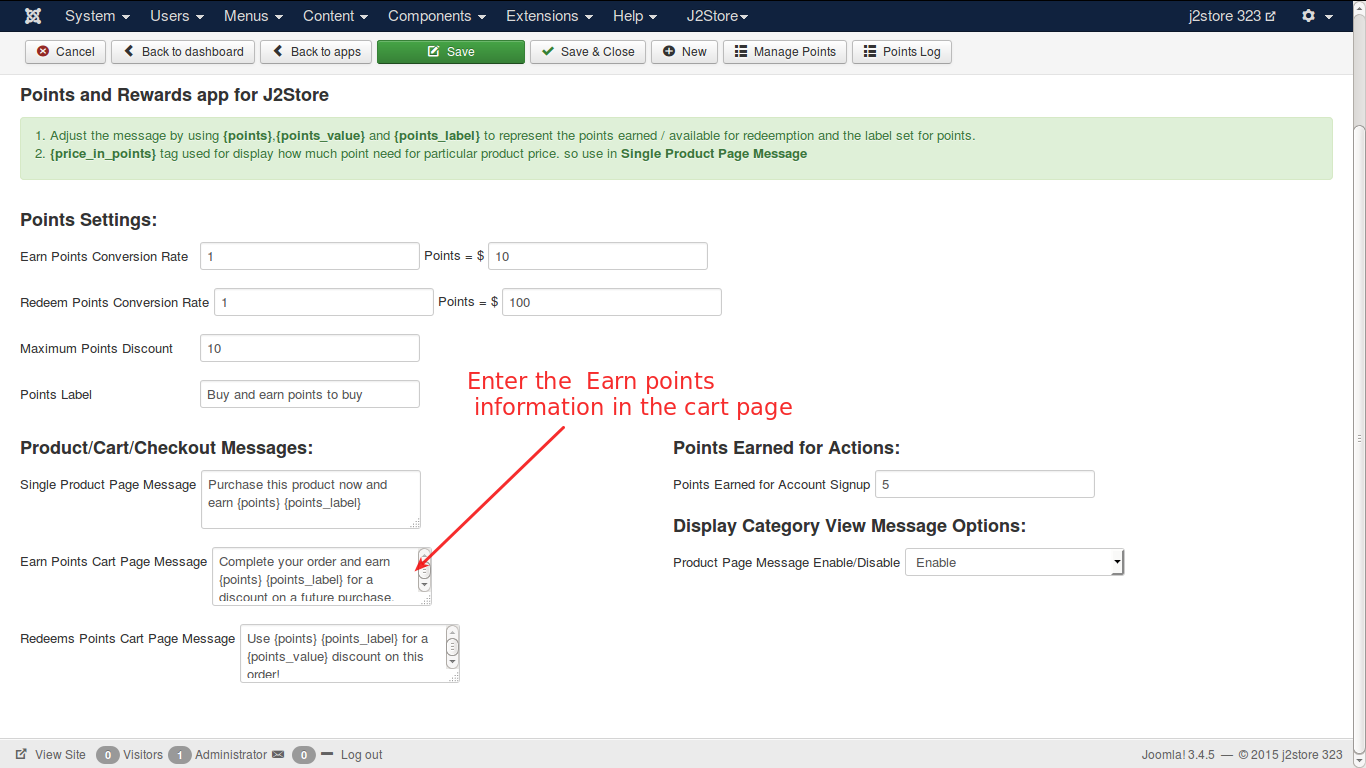 System Users Menus Content Components Extensions Help J2Store j2store 323
Cancel Back to dashboard Back to apps Save Save & Close New Manage Points Points Log
Points and Rewards app for J2Store
1. Adjust the message by using {points},{points_value} and {points_label} to represent the points earned / available for redeemption and the label set for points.
2. {price_in_points} tag used for display how much point need for particular product price. so use in Single Product Page Message
Points Settings:
Earn Points Conversion Rate 1 Points = $ 10
Redeem Points Conversion Rate 1 Points = $ 100
Maximum Points Discount 10
Points Label Buy and earn points to buy
Enter the Earn points
information in the cart page
Product/Cart/Checkout Messages:
Single Product Page Message Purchase this product now and
earn {points} {points_label}
Earn Points Cart Page Message Complete your order and earn
{points} {points_label} for a
discount on a future purchase.
Redeems Points Cart Page Message Use {points} {points_label} for a
{points_value} discount on this
order!
Points Earned for Actions:
Points Earned for Account Signup 5
Display Category View Message Options:
Product Page Message Enable/Disable Enable
View Site 0 Visitors 1 Administrator 0 Log out Joomla! 3.4.5 — © 2015 j2store 323